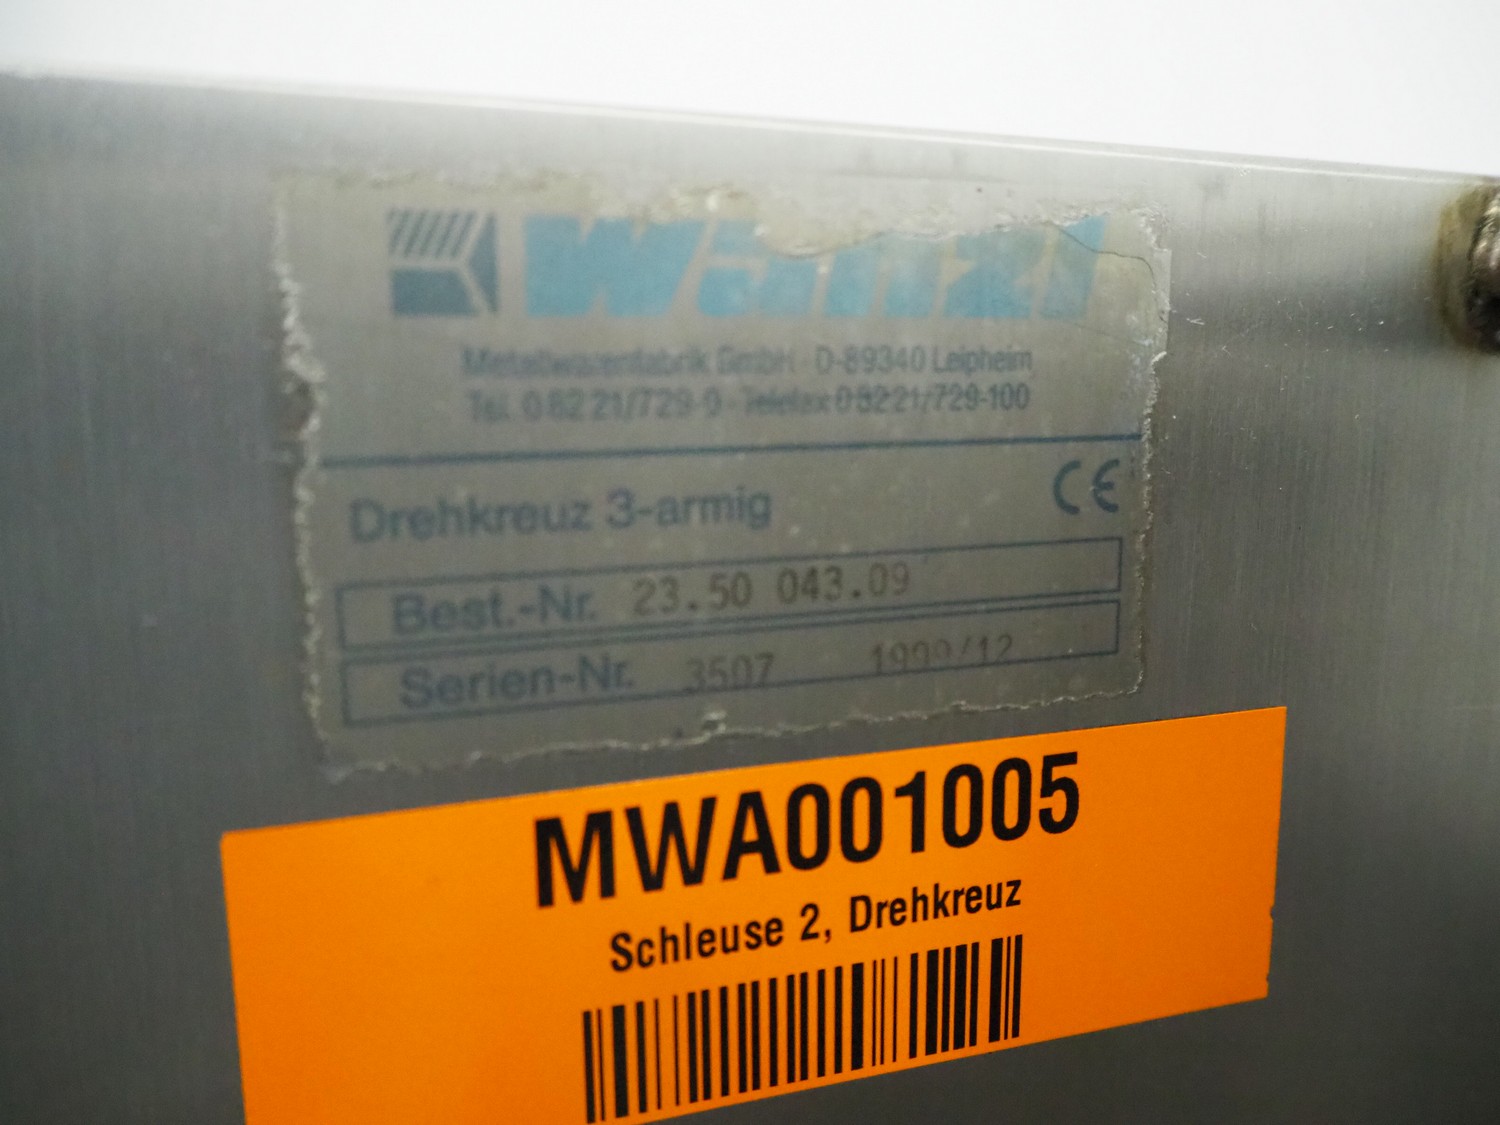 Wanzl
Metallwarenfabrik GmbH · D-89340 Leipheim
Tel. 0 82 21/729-0 · Telefax 0 82 21/729-100
Drehkreuz 3-armig CE
Best.-Nr. 23.50 043.09
Serien-Nr. 3507 1999/12
MWA001005
Schleuse 2, Drehkreuz